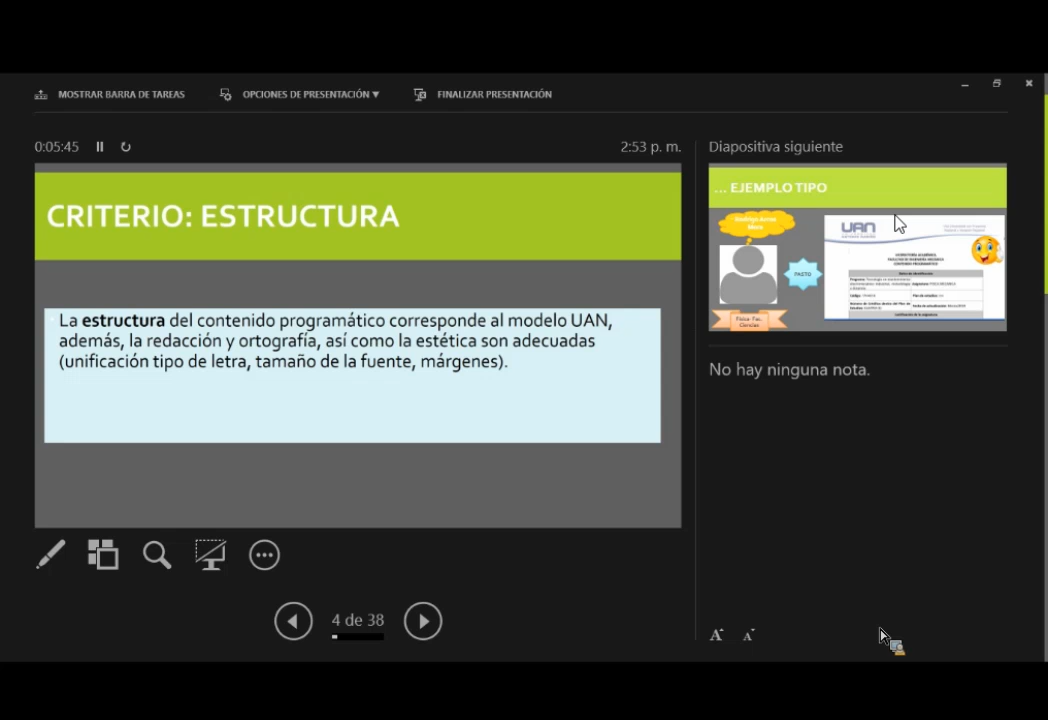 MOSTRAR BARRA DE TAREAS
OPCIONES DE PRESENTACIÓN ▼
FINALIZAR PRESENTACIÓN
0:05:45
2:53 p. m.
CRITERIO: ESTRUCTURA
La estructura del contenido programático corresponde al modelo UAN,
además, la redacción y ortografía, así como la estética son adecuadas
(unificación tipo de letra, tamaño de la fuente, márgenes).
4 de 38
Diapositiva siguiente
... EJEMPLO TIPO
UAN
PASTO
Física- Fac.
Ciencias
No hay ninguna nota.
A A